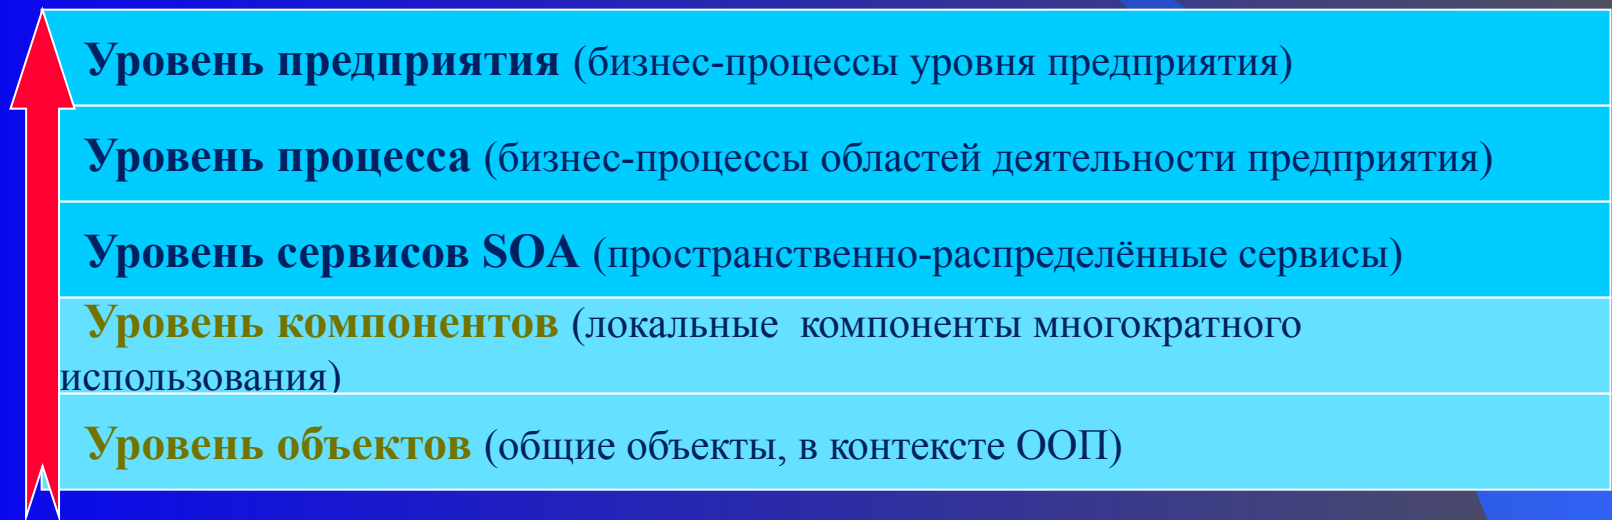 Уровень предприятия (бизнес-процессы уровня предприятия)
Уровень процесса (бизнес-процессы областей деятельности предприятия)
Уровень сервисов SOA (пространственно-распределённые сервисы)
Уровень компонентов (локальные компоненты многократного
использования)
Уровень объектов (общие объекты, в контексте ООП)